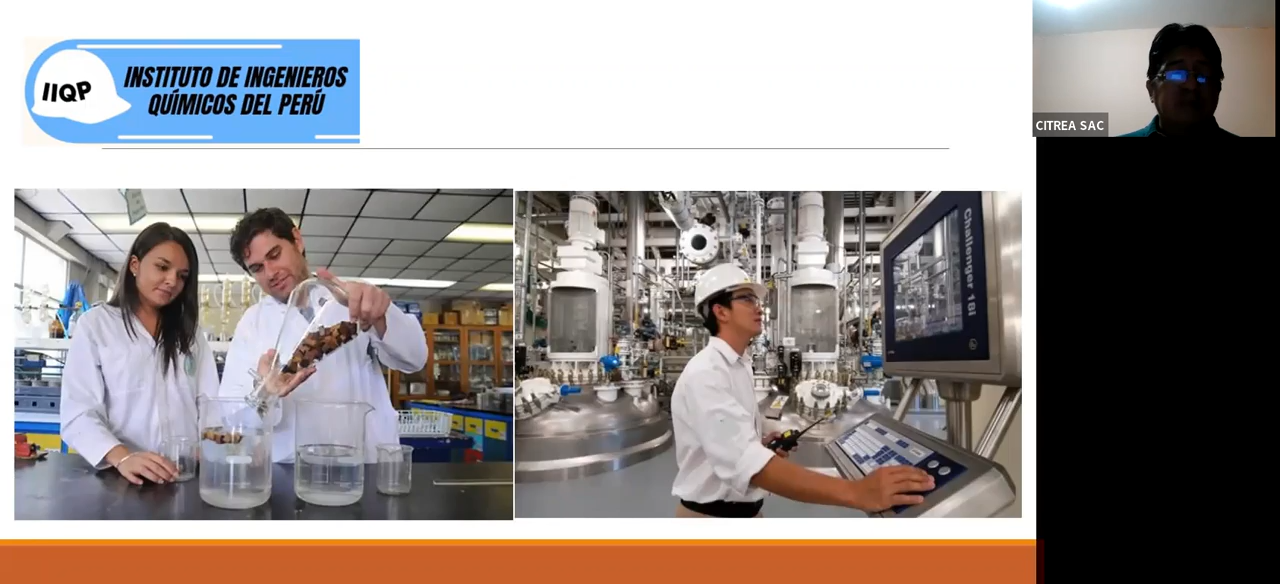 IIQP
INSTITUTO DE INGENIEROS
QUÍMICOS DEL PERÚ
CITREA SAC
Challenger 18i